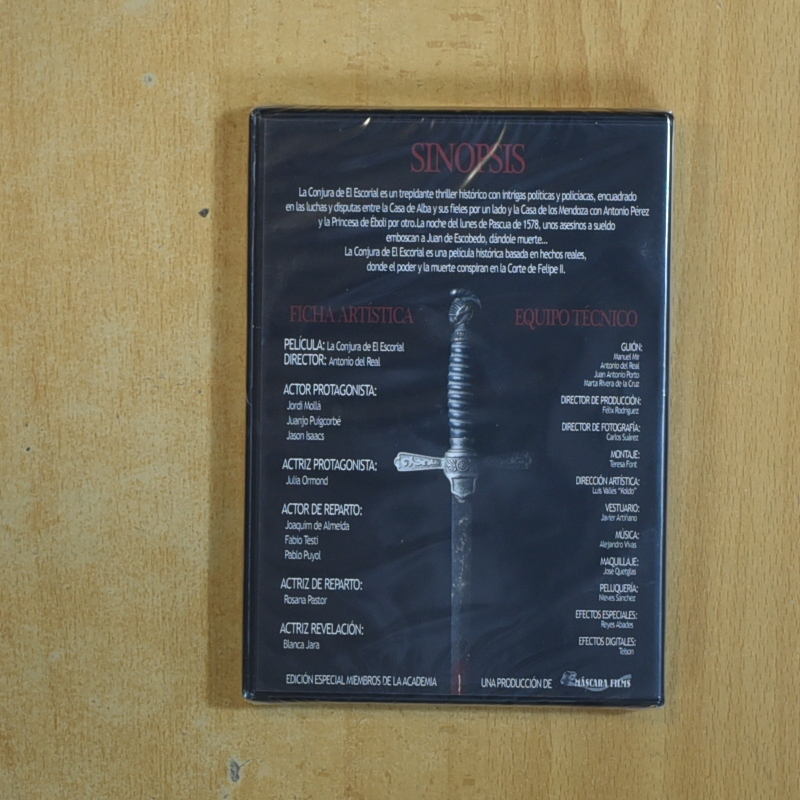 SINOPSIS
La Conjura de El Escorial es un trepidante thriller histórico con intrigas políticas y policiacas, encuadrado
en las luchas y disputas entre la Casa de Alba y sus fieles por un lado y la Casa de los Mendoza con Antonio Pérez
y la Princesa de Éboli por otro.La noche del lunes de Pascua de 1578, unos asesinos a sueldo
emboscan a Juan de Escobedo, dándole muerte...
La Conjura de El Escorial es una película histórica basada en hechos reales,
donde el poder y la muerte conspiran en la Corte de Felipe II.
FICHA ARTÍSTICA
PELÍCULA: La Conjura de El Escorial
DIRECTOR: Antonio del Real
ACTOR PROTAGONISTA:
Jordi Mollà
Juanjo Puigcorbé
Jason Isaacs
ACTRIZ PROTAGONISTA:
Julia Ormond
ACTOR DE REPARTO:
Joaquim de Almeida
Fabio Testi
Pablo Puyol
ACTRIZ DE REPARTO:
Rosana Pastor
ACTRIZ REVELACIÓN:
Blanca Jara
EQUIPO TÉCNICO
GUIÓN:
Manuel Mir
Antonio del Real
Juan Antonio Porto
Marta Rivera de la Cruz
DIRECTOR DE PRODUCCIÓN:
Félix Rodríguez
DIRECTOR DE FOTOGRAFÍA:
Carlos Suárez
MONTAJE:
Teresa Font
DIRECCIÓN ARTÍSTICA:
Luis Vallés "Koldo"
VESTUARIO:
Javier Artiñano
MÚSICA:
Alejandro Vivas
MAQUILLAJE:
José Quetglas
PELUQUERÍA:
Nieves Sánchez
EFECTOS ESPECIALES:
Reyes Abades
EFECTOS DIGITALES:
Telson
EDICIÓN ESPECIAL MIEMBROS DE LA ACADEMIA
UNA PRODUCCIÓN DE MÁSCARA FILMS